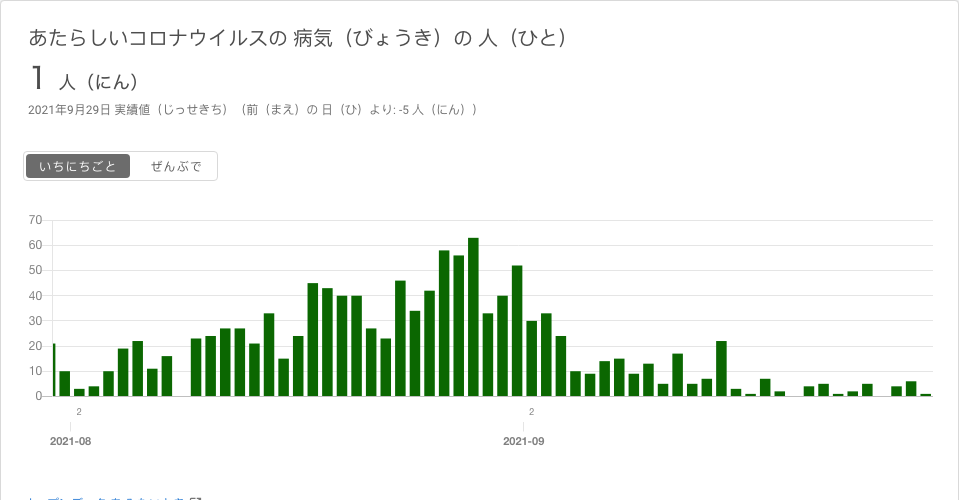 あたらしいコロナウイルスの 病気（びょうき）の 人（ひと）
1 人（にん）
2021年9月29日 実績値（じっせきち）（前（まえ）の 日（ひ）より: -5 人（にん））
いちにちごと ぜんぶで
70
60
50
40
30
20
10
0
2 2
2021-08 2021-09